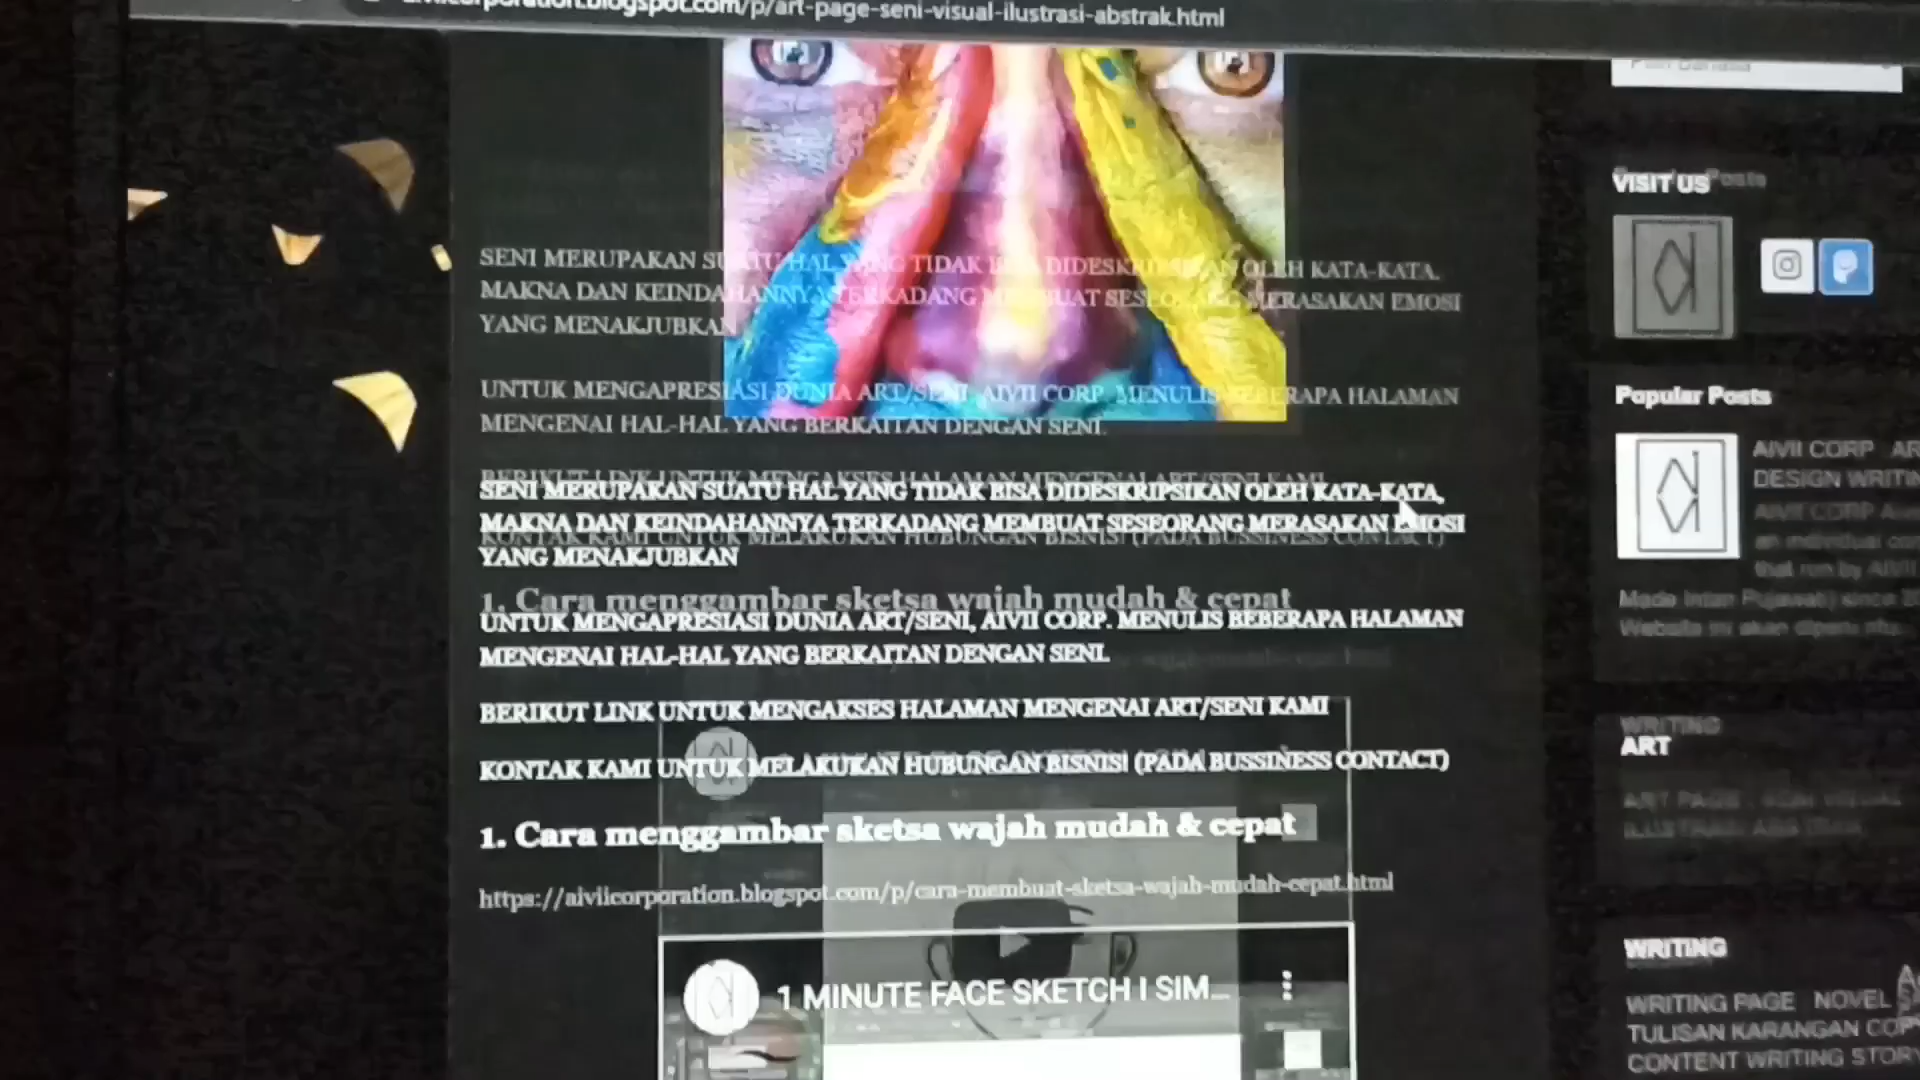 aiviicorporation.blogspot.com/p/art-page-seni-visual-ilustrasi-abstrak.html
SENI MERUPAKAN SUATU HAL YANG TIDAK BISA DIDESKRIPSIKAN OLEH KATA-KATA,
MAKNA DAN KEINDAHANNYA TERKADANG MEMBUAT SESEORANG MERASAKAN EMOSI
YANG MENAKJUBKAN
UNTUK MENGAPRESIASI DUNIA ART/SENI, AIVII CORP. MENULIS BEBERAPA HALAMAN
MENGENAI HAL-HAL YANG BERKAITAN DENGAN SENI.
BERIKUT LINK UNTUK MENGAKSES HALAMAN MENGENAI ART/SENI KAMI
KONTAK KAMI UNTUK MELAKUKAN HUBUNGAN BISNIS! (PADA BUSSINESS CONTACT)
1. Cara menggambar sketsa wajah mudah & cepat
https://aiviicorporation.blogspot.com/p/cara-membuat-sketsa-wajah-mudah-cepat.html
1 MINUTE FACE SKETCH I SIM...
VISIT US
Popular Posts
AIVII CORP AR
DESIGN WRITIN
ART
WRITING
WRITING PAGE NOVEL
TULISAN KARANGAN COP
CONTENT WRITING STORY